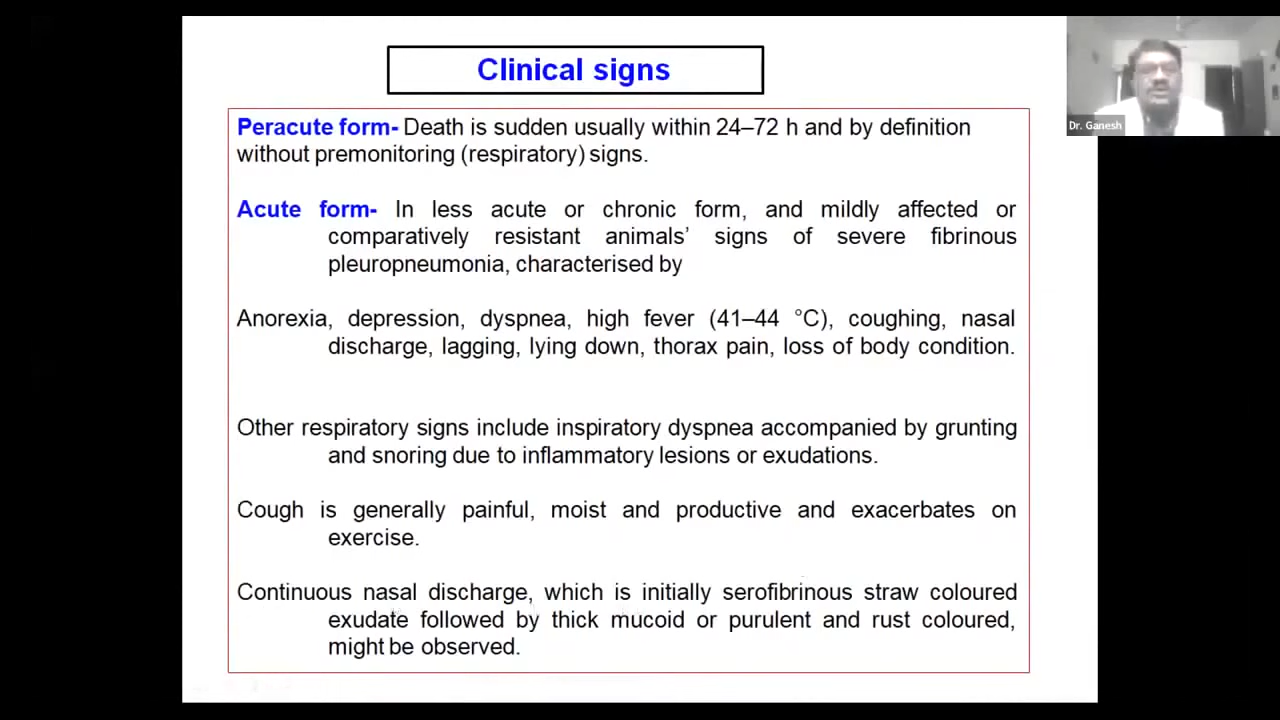 Clinical signs
Dr. Ganesh
Peracute form- Death is sudden usually within 24–72 h and by definition
without premonitoring (respiratory) signs.
Acute form- In less acute or chronic form, and mildly affected or
comparatively resistant animals' signs of severe fibrinous
pleuropneumonia, characterised by
Anorexia, depression, dyspnea, high fever (41–44 °C), coughing, nasal
discharge, lagging, lying down, thorax pain, loss of body condition.
Other respiratory signs include inspiratory dyspnea accompanied by grunting
and snoring due to inflammatory lesions or exudations.
Cough is generally painful, moist and productive and exacerbates on
exercise.
Continuous nasal discharge, which is initially serofibrinous straw coloured
exudate followed by thick mucoid or purulent and rust coloured,
might be observed.